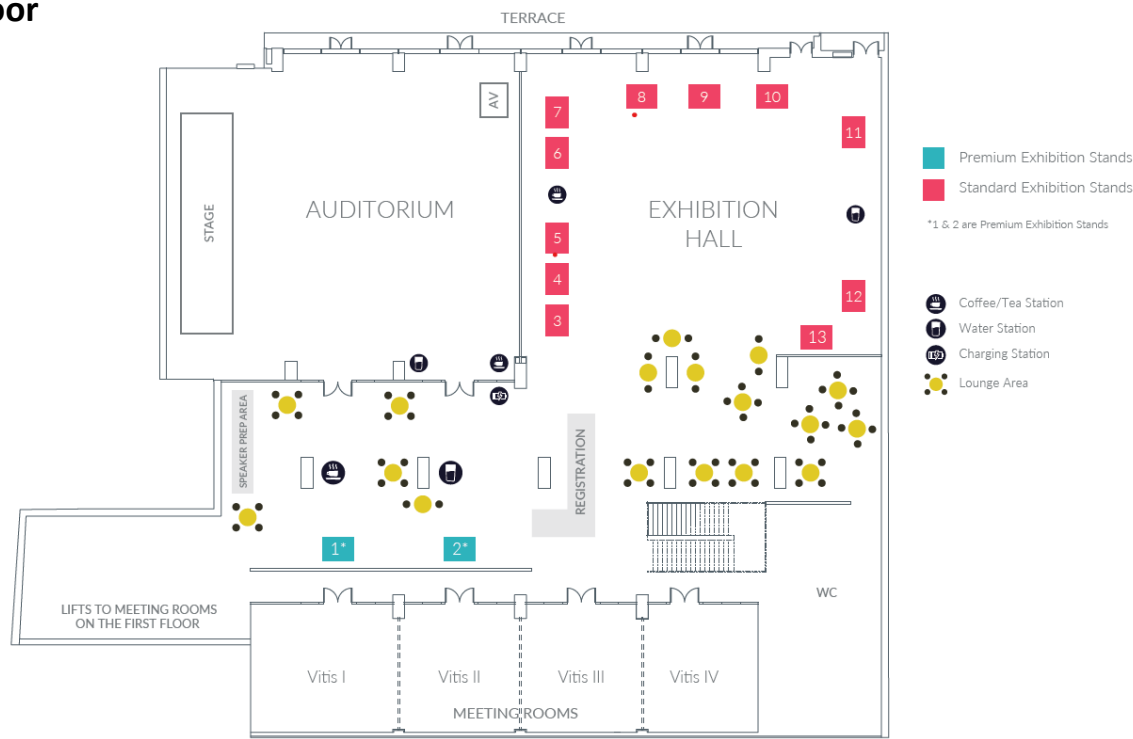 oor
TERRACE
AV
8
9
10
7
11
6
STAGE
AUDITORIUM
EXHIBITION
HALL
5
4
12
3
13
Premium Exhibition Stands
Standard Exhibition Stands
*1 & 2 are Premium Exhibition Stands
Coffee/Tea Station
Water Station
Charging Station
Lounge Area
SPEAKER PREP AREA
REGISTRATION
1*
2*
WC
LIFTS TO MEETING ROOMS
ON THE FIRST FLOOR
Vitis I
Vitis II
Vitis III
Vitis IV
MEETING ROOMS